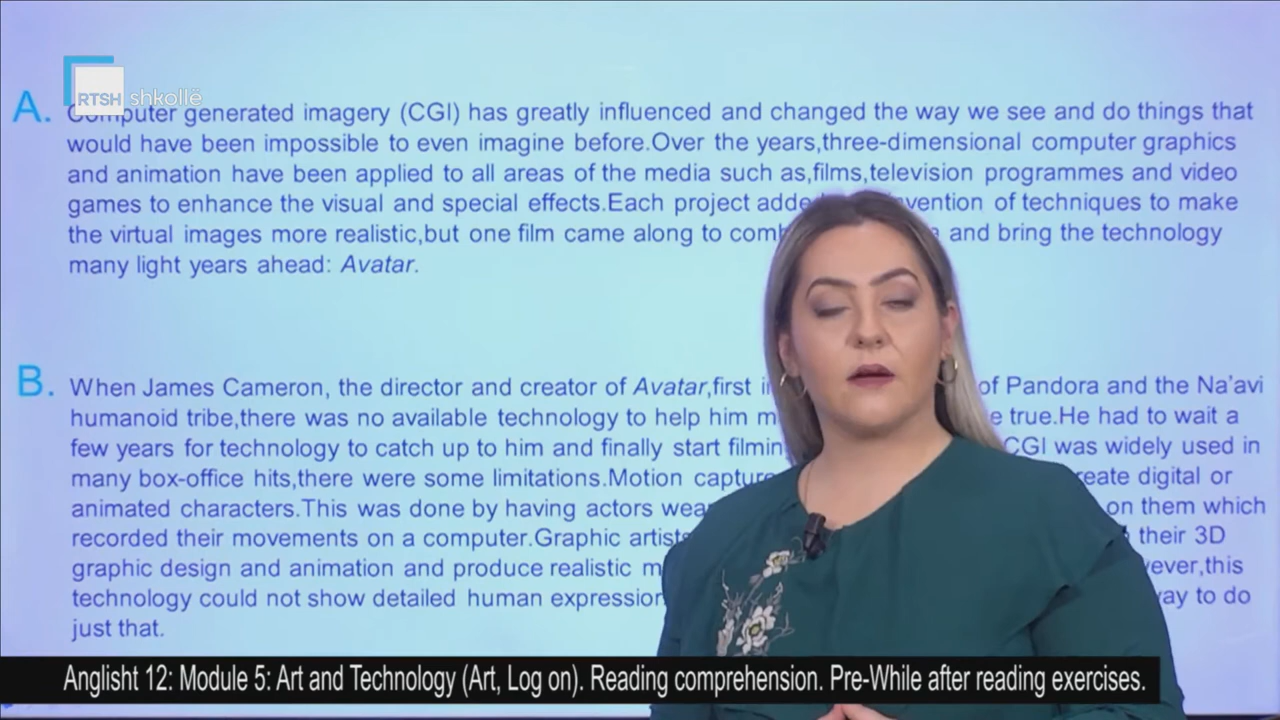 RTSH shkollë
A. Computer generated imagery (CGI) has greatly influenced and changed the way we see and do things that
would have been impossible to even imagine before.Over the years,three-dimensional computer graphics
and animation have been applied to all areas of the media such as,films,television programmes and video
games to enhance the visual and special effects.Each project adde vention of techniques to make
the virtual images more realistic,but one film came along to com and bring the technology
many light years ahead: Avatar.
B. When James Cameron, the director and creator of Avatar,first of Pandora and the Na'avi
humanoid tribe,there was no available technology to help him true.He had to wait a
few years for technology to catch up to him and finally start filmin CGI was widely used in
many box-office hits,there were some limitations.Motion capture reate digital or
animated characters.This was done by having actors wea on them which
recorded their movements on a computer.Graphic artists their 3D
graphic design and animation and produce realistic vever,this
technology could not show detailed human expression way to do
just that.
Anglisht 12: Module 5: Art and Technology (Art, Log on). Reading comprehension. Pre-While after reading exercises.